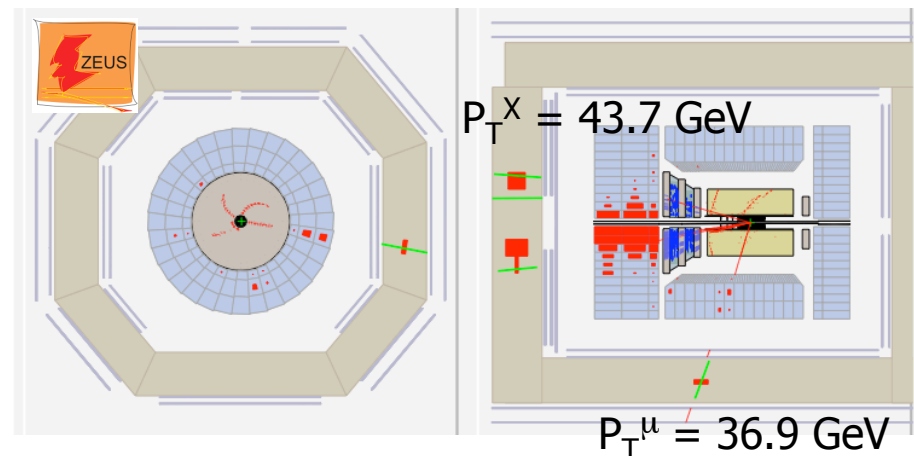 ZEUS
P_T^X = 43.7 GeV
P_T^μ = 36.9 GeV